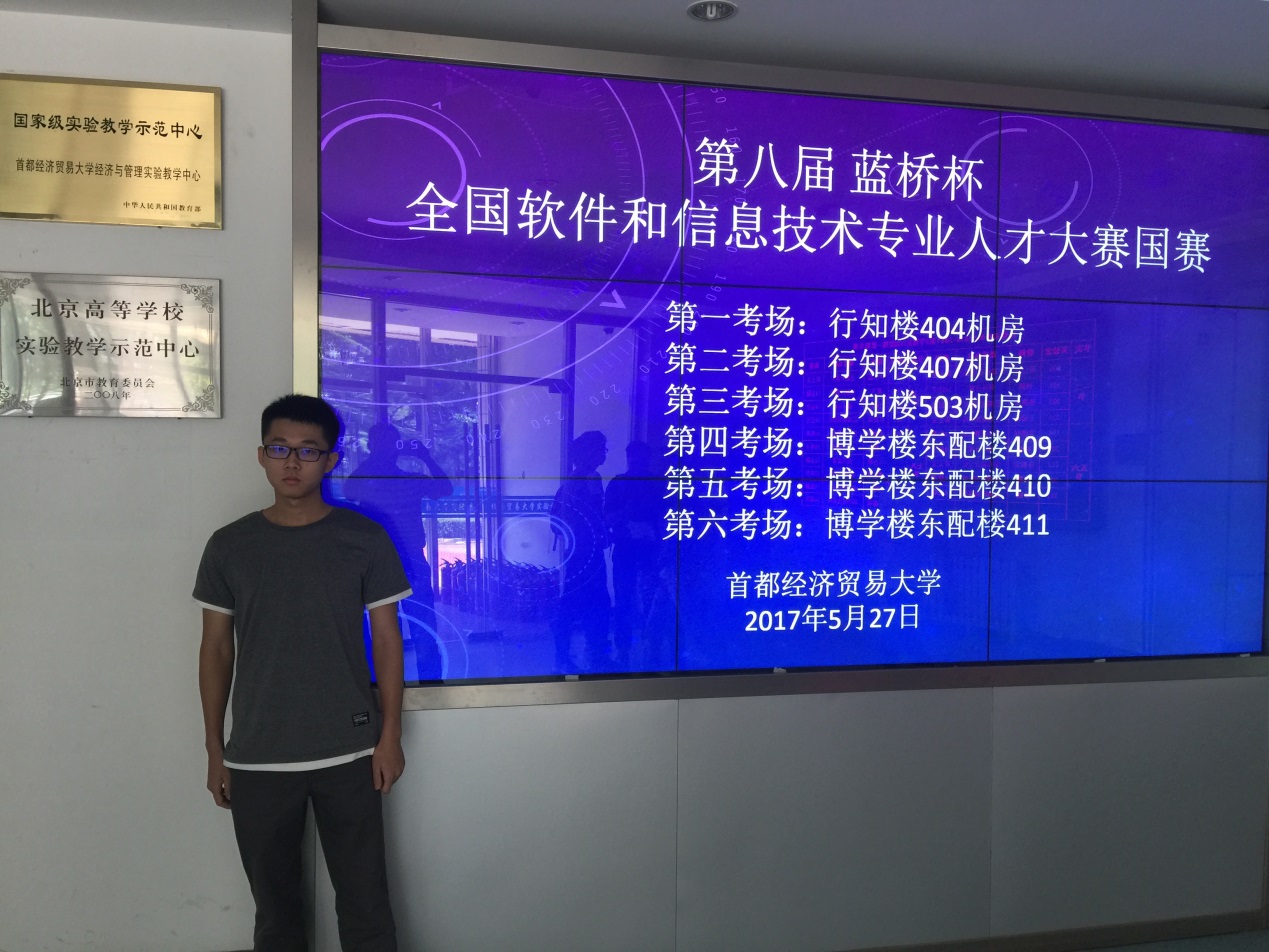 国家级实验教学示范中心
首都经济贸易大学经济与管理实验教学中心
中华人民共和国教育部
北京高等学校
实验教学示范中心
北京市教育委员会
二〇〇八年
第八届 蓝桥杯
全国软件和信息技术专业人才大赛国赛
第一考场：行知楼404机房
第二考场：行知楼407机房
第三考场：行知楼503机房
第四考场：博学楼东配楼409
第五考场：博学楼东配楼410
第六考场：博学楼东配楼411
首都经济贸易大学
2017年5月27日
190
220
230
250